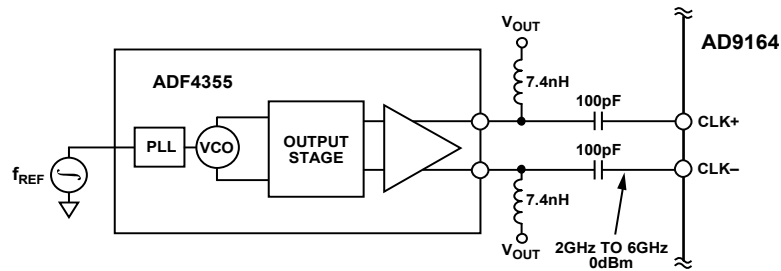 VOUT
AD9164
ADF4355
7.4nH
100pF
CLK+
PLL
VCO
OUTPUT
STAGE
fREF
100pF
CLK–
7.4nH
VOUT
2GHz TO 6GHz
0dBm